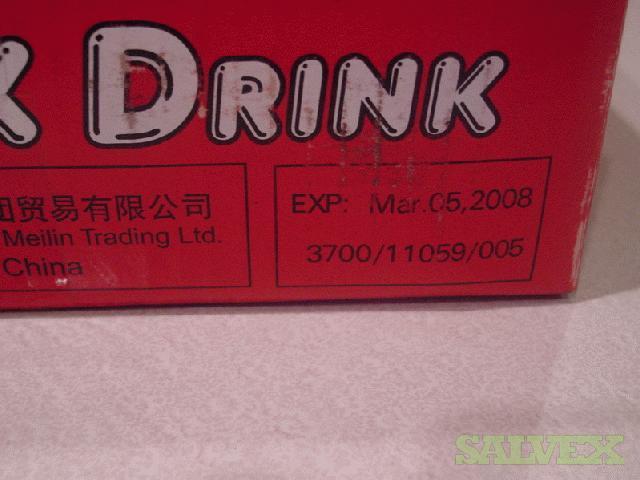 K DRINK
团贸易有限公司
Meilin Trading Ltd.
China
EXP: Mar.05,2008
3700/11059/005
SALVEX